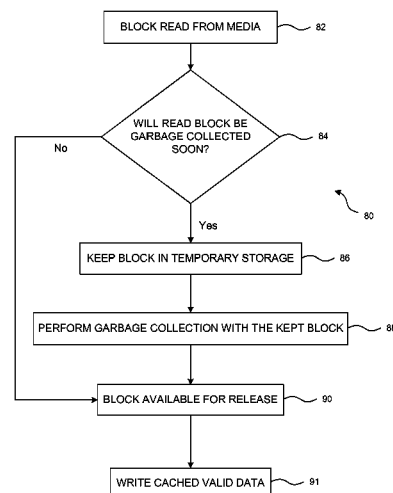 BLOCK READ FROM MEDIA
82
WILL READ BLOCK BE
GARBAGE COLLECTED
SOON?
84
No
80
Yes
KEEP BLOCK IN TEMPORARY STORAGE
86
PERFORM GARBAGE COLLECTION WITH THE KEPT BLOCK
BLOCK AVAILABLE FOR RELEASE
90
WRITE CACHED VALID DATA
91